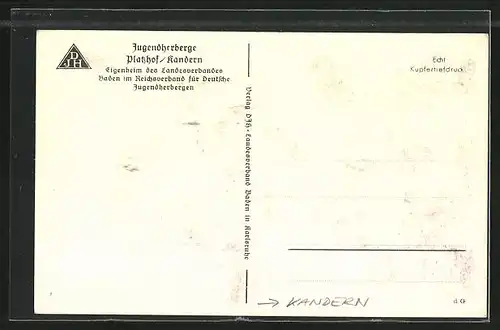 DJH
Jugendherberge
Platzhof / Kandern
Eigenheim des Landesverbandes
Baden im Reichsverband für Deutsche
Jugendherbergen
Echt
Kupfertiefdruck
Verlag DJH-Landesverband Baden in Karlsruhe
→ KANDERN